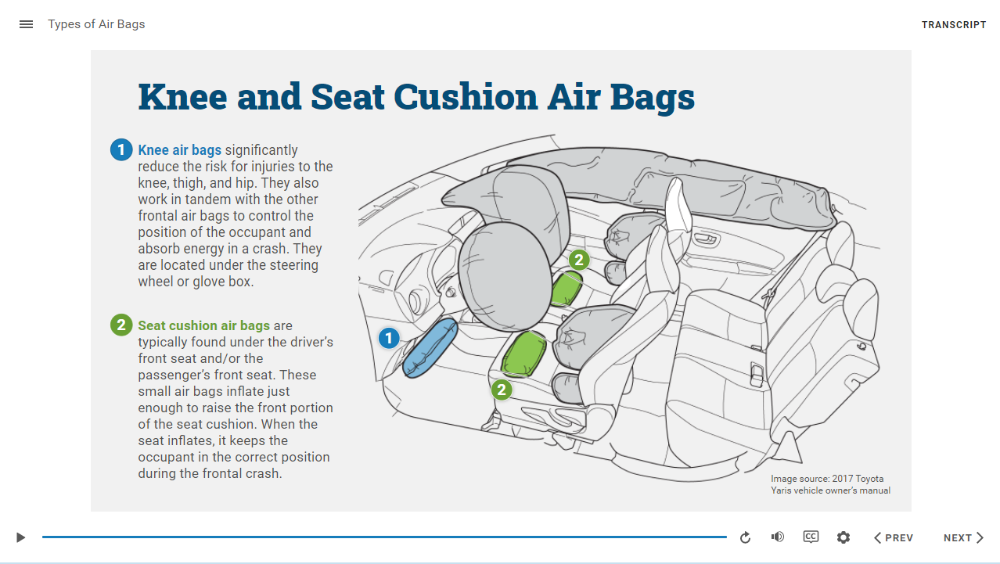 Types of Air Bags
TRANSCRIPT
Knee and Seat Cushion Air Bags
1 Knee air bags significantly
reduce the risk for injuries to the
knee, thigh, and hip. They also
work in tandem with the other
frontal air bags to control the
position of the occupant and
absorb energy in a crash. They
are located under the steering
wheel or glove box.
2 Seat cushion air bags are
typically found under the driver’s
front seat and/or the
passenger’s front seat. These
small air bags inflate just
enough to raise the front portion
of the seat cushion. When the
seat inflates, it keeps the
occupant in the correct position
during the frontal crash.
2
1
2
Image source: 2017 Toyota
Yaris vehicle owner’s manual
CC
PREV
NEXT